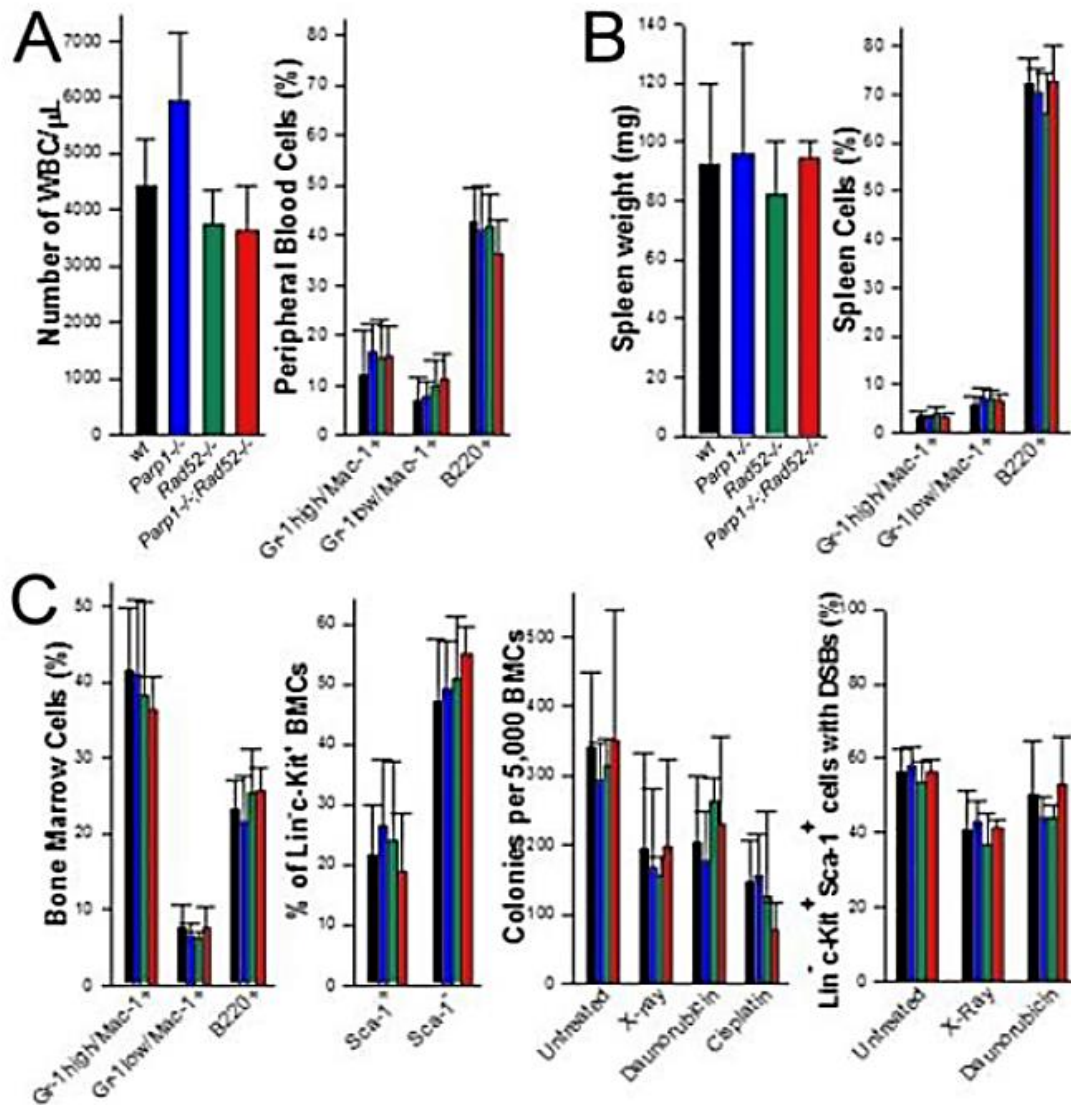 A
Number of WBC/µL
7000
6000
5000
4000
3000
2000
1000
0
wt
Parp1-/-
Rad52-/-
Parp1-/-;Rad52-/-
Peripheral Blood Cells (%)
80
70
60
50
40
30
20
10
0
Gr-1high/Mac-1+
Gr-1low/Mac-1+
B220+
B
Spleen weight (mg)
140
120
100
80
60
40
20
0
wt
Parp1-/-
Rad52-/-
Parp1-/-;Rad52-/-
Spleen Cells (%)
80
70
60
50
40
30
20
10
0
Gr-1high/Mac-1+
Gr-1low/Mac-1+
B220+
C
Bone Marrow Cells (%)
50
40
30
20
10
0
Gr-1high/Mac-1+
Gr-1low/Mac-1+
B220+
% of Lin⁻c-Kit⁺ BMCs
60
50
40
30
20
10
0
Sca-1⁺
Sca-1⁻
Colonies per 5,000 BMCs
500
400
300
200
100
0
Untreated
X-ray
Daunorubicin
Cisplatin
Lin⁻ c-Kit⁺ Sca-1⁺ cells with DSBs (%)
100
80
60
40
20
0
Untreated
X-Ray
Daunorubicin